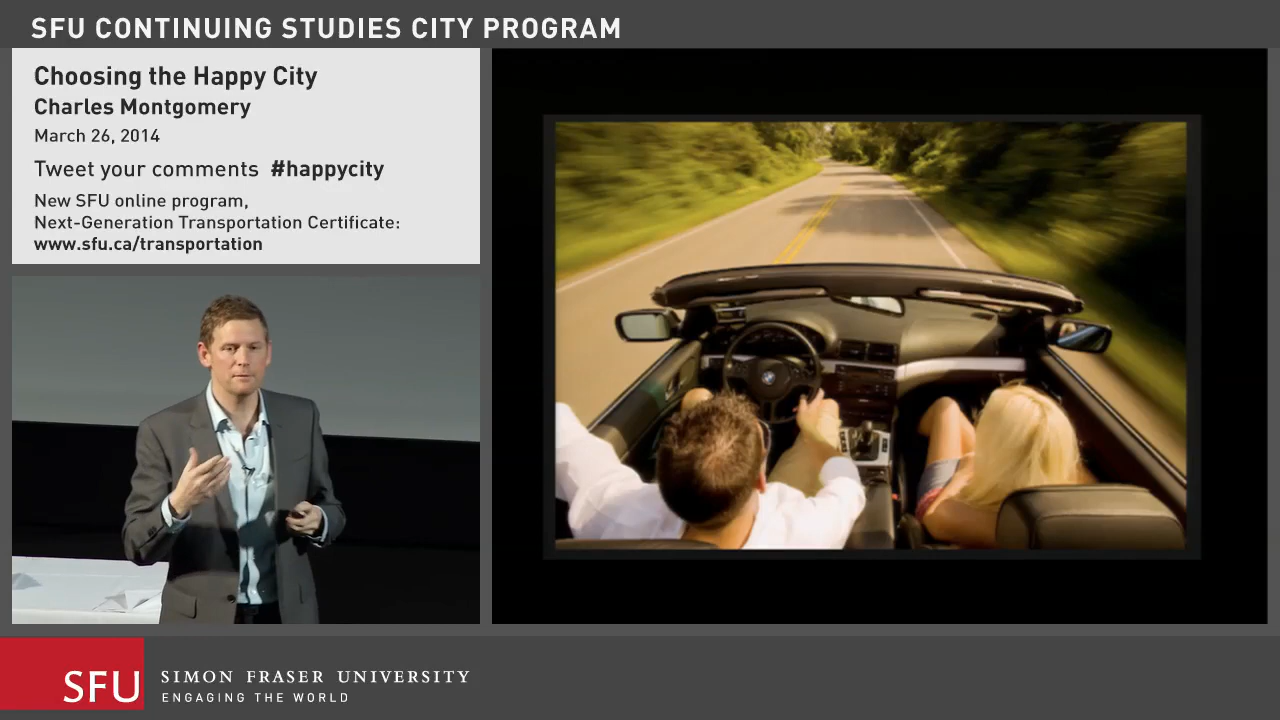 SFU CONTINUING STUDIES CITY PROGRAM
Choosing the Happy City
Charles Montgomery
March 26, 2014
Tweet your comments #happycity
New SFU online program,
Next-Generation Transportation Certificate:
www.sfu.ca/transportation
SFU
SIMON FRASER UNIVERSITY
ENGAGING THE WORLD